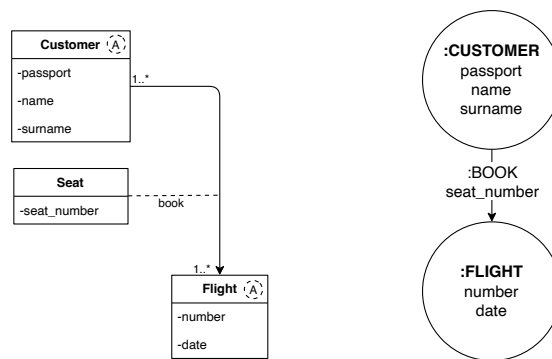 Customer A
-passport
-name
-surname
1..*
Seat
-seat_number
book
1..*
Flight A
-number
-date
:CUSTOMER
passport
name
surname
:BOOK
seat_number
:FLIGHT
number
date